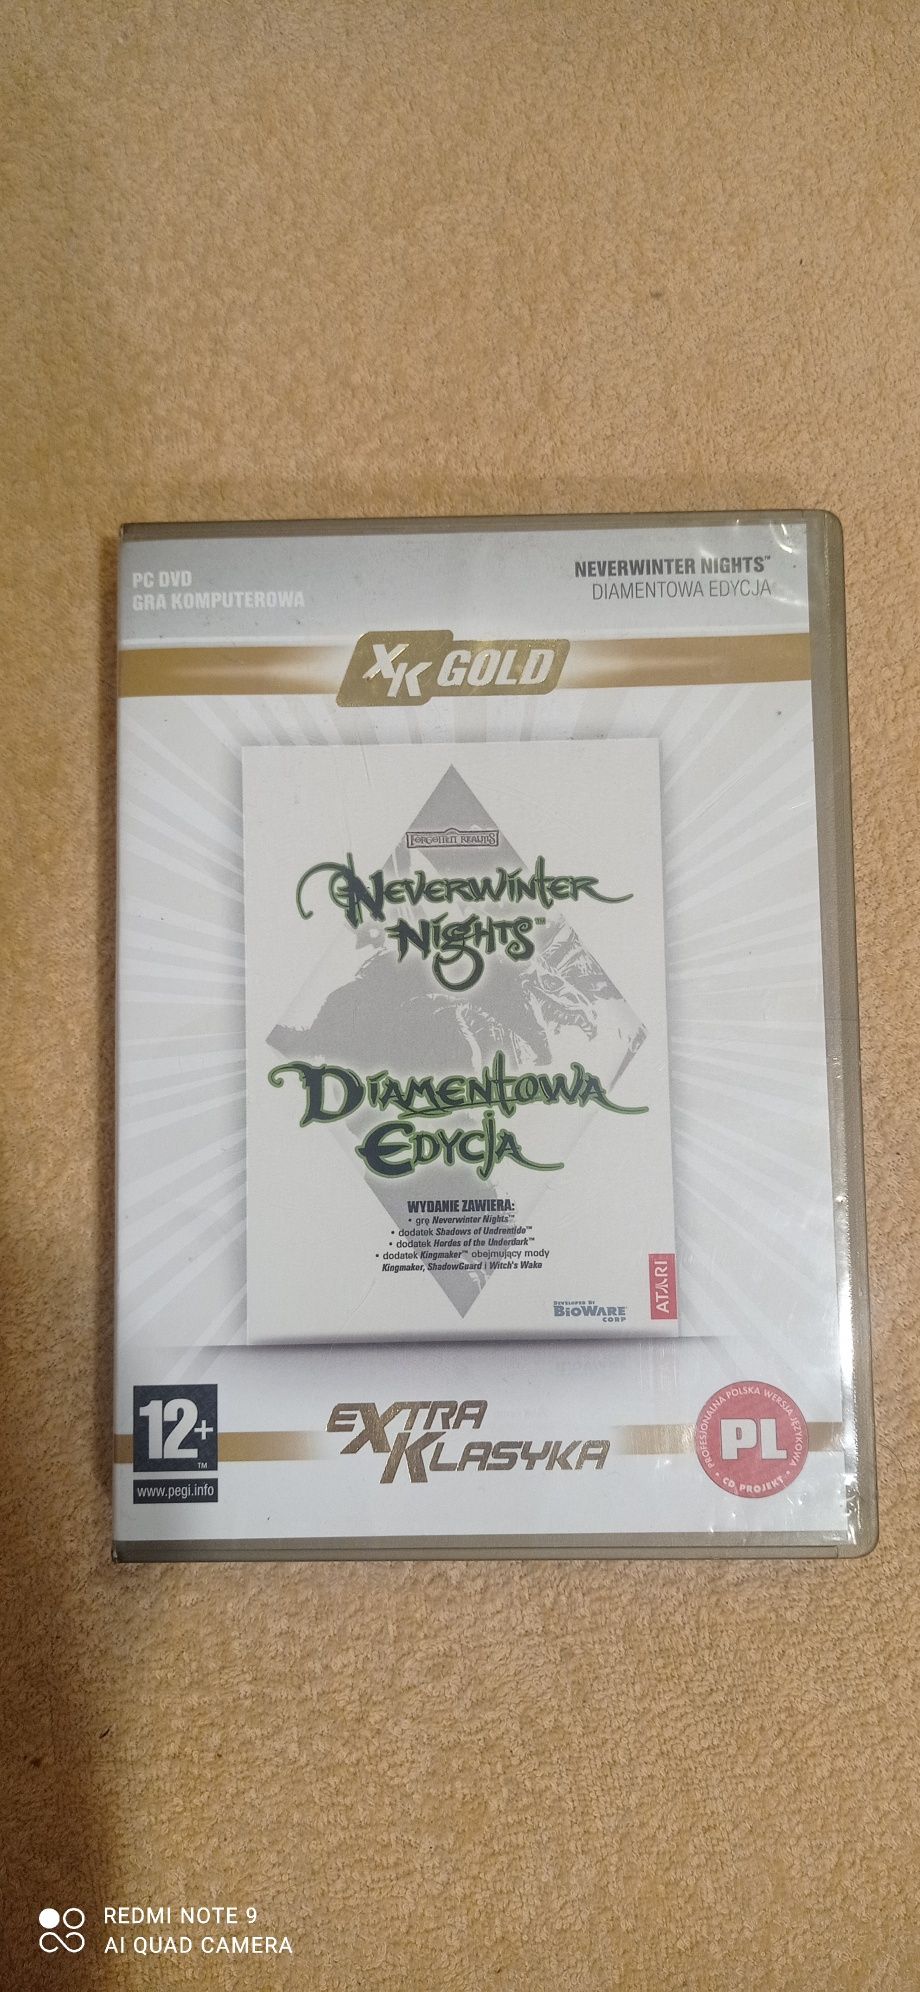 PC DVD
GRA KOMPUTEROWA
NEVERWINTER NIGHTS™
DIAMENTOWA EDYCJA
XK GOLD
FORGOTTEN REALMS
NEVERWINTER
NIGHTS™
DIAMENTOWA
EDYCJA
WYDANIE ZAWIERA:
• grę Neverwinter Nights™
• dodatek Shadows of Undrentide™
• dodatek Hordes of the Underdark™
• dodatek Kingmaker™ obejmujący mody
Kingmaker, ShadowGuard i Witch's Wake
DEVELOPED BY
BIOWARE
CORP
ATARI
12+
™
www.pegi.info
EXTRA
KLASYKA
PROFESJONALNA POLSKA WERSJA JĘZYKOWA
PL
• CD PROJEKT •
REDMI NOTE 9
AI QUAD CAMERA